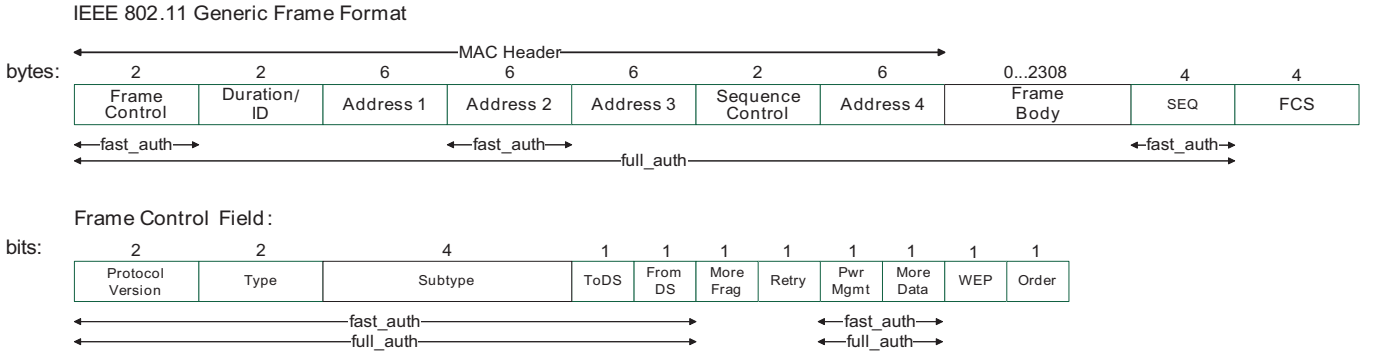 IEEE 802.11 Generic Frame Format
MAC Header
bytes: 2 2 6 6 6 2 6 0...2308 4 4
Frame Control Duration/ ID Address 1 Address 2 Address 3 Sequence Control Address 4 Frame Body SEQ FCS
fast_auth fast_auth fast_auth
full_auth
Frame Control Field:
bits: 2 2 4 1 1 1 1 1 1 1 1
Protocol Version Type Subtype ToDS From DS More Frag Retry Pwr Mgmt More Data WEP Order
fast_auth fast_auth
full_auth full_auth